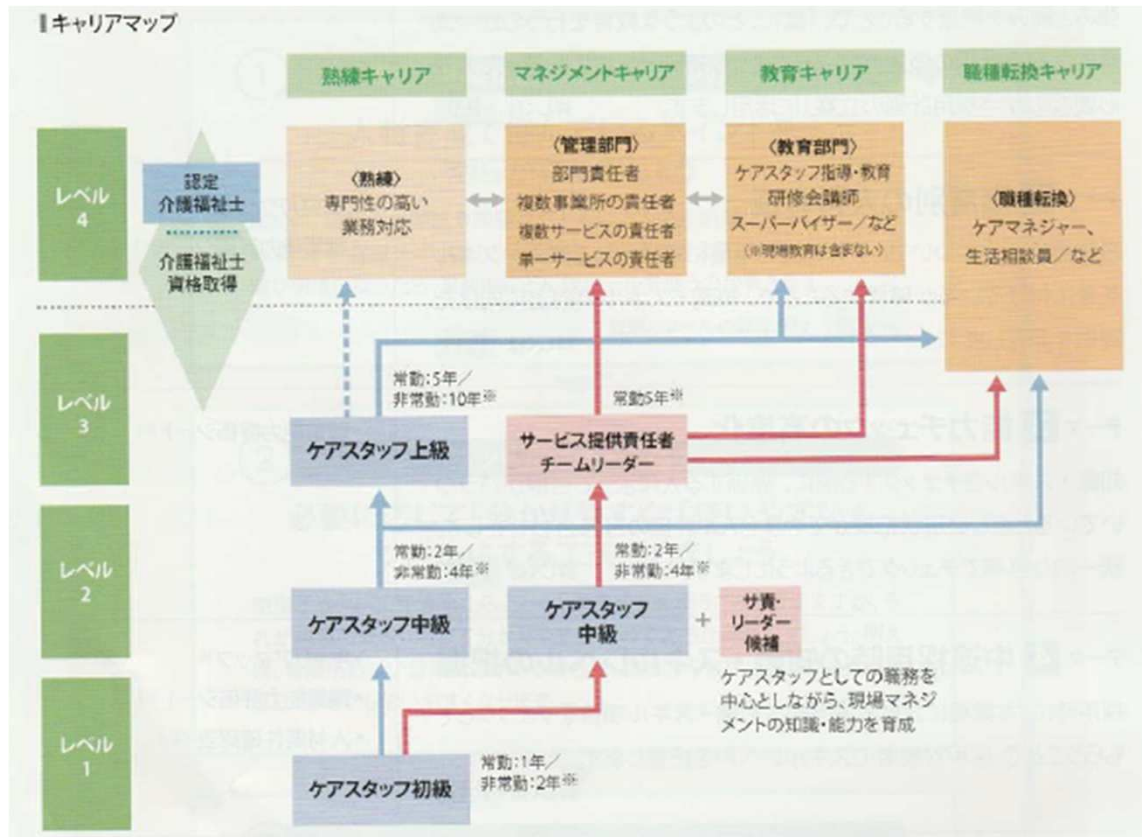 キャリアマップ
熟練キャリア
マネジメントキャリア
教育キャリア
職種転換キャリア
レベル
4
認定
介護福祉士
介護福祉士
資格取得
〈熟練〉
専門性の高い
業務対応
〈管理部門〉
部門責任者
複数事業所の責任者
複数サービスの責任者
単一サービスの責任者
〈教育部門〉
ケアスタッフ指導・教育
研修会講師
スーパーバイザー/など
(※現場教育は含まない)
〈職種転換〉
ケアマネジャー、
生活相談員/など
レベル
3
常勤:5年/
非常勤:10年※
常勤5年※
ケアスタッフ上級
サービス提供責任者
チームリーダー
レベル
2
常勤:2年/
非常勤:4年※
常勤:2年/
非常勤:4年※
ケアスタッフ中級
ケアスタッフ
中級
+
サ責・
リーダー
候補
ケアスタッフとしての職務を
中心としながら、現場マネジ
メントの知識・能力を育成
レベル
1
常勤:1年/
非常勤:2年※
ケアスタッフ初級